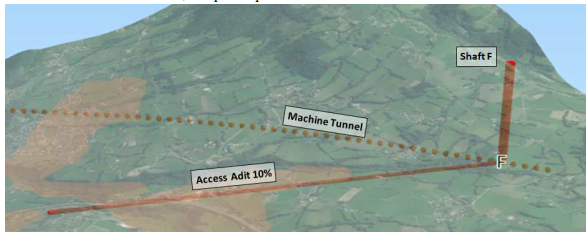 Shaft F
Machine Tunnel
F
Access Adit 10%